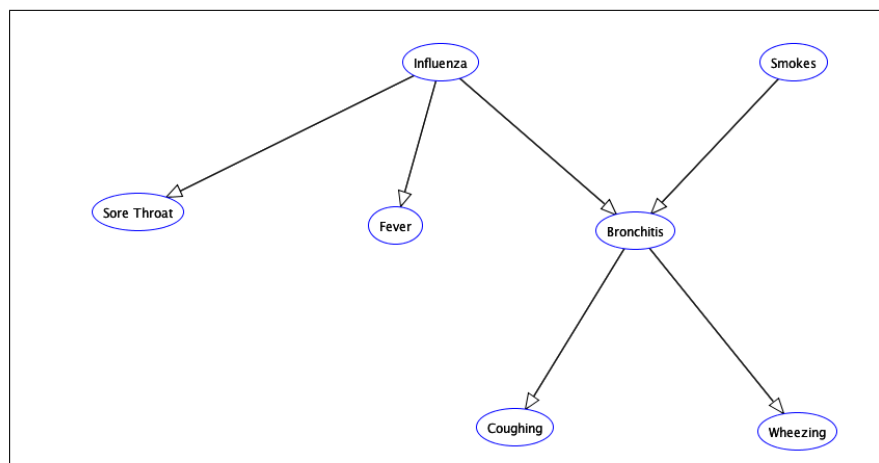 Influenza
Smokes
Sore Throat
Fever
Bronchitis
Coughing
Wheezing